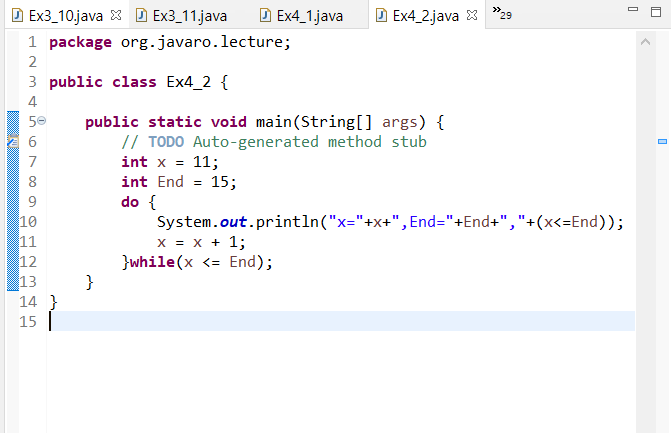 Ex3_10.java Ex3_11.java Ex4_1.java Ex4_2.java »29
1 package org.javaro.lecture;
2
3 public class Ex4_2 {
4
5 public static void main(String[] args) {
6 // TODO Auto-generated method stub
7 int x = 11;
8 int End = 15;
9 do {
10 System.out.println("x="+x+",End="+End+","+(x<=End));
11 x = x + 1;
12 }while(x <= End);
13 }
14 }
15